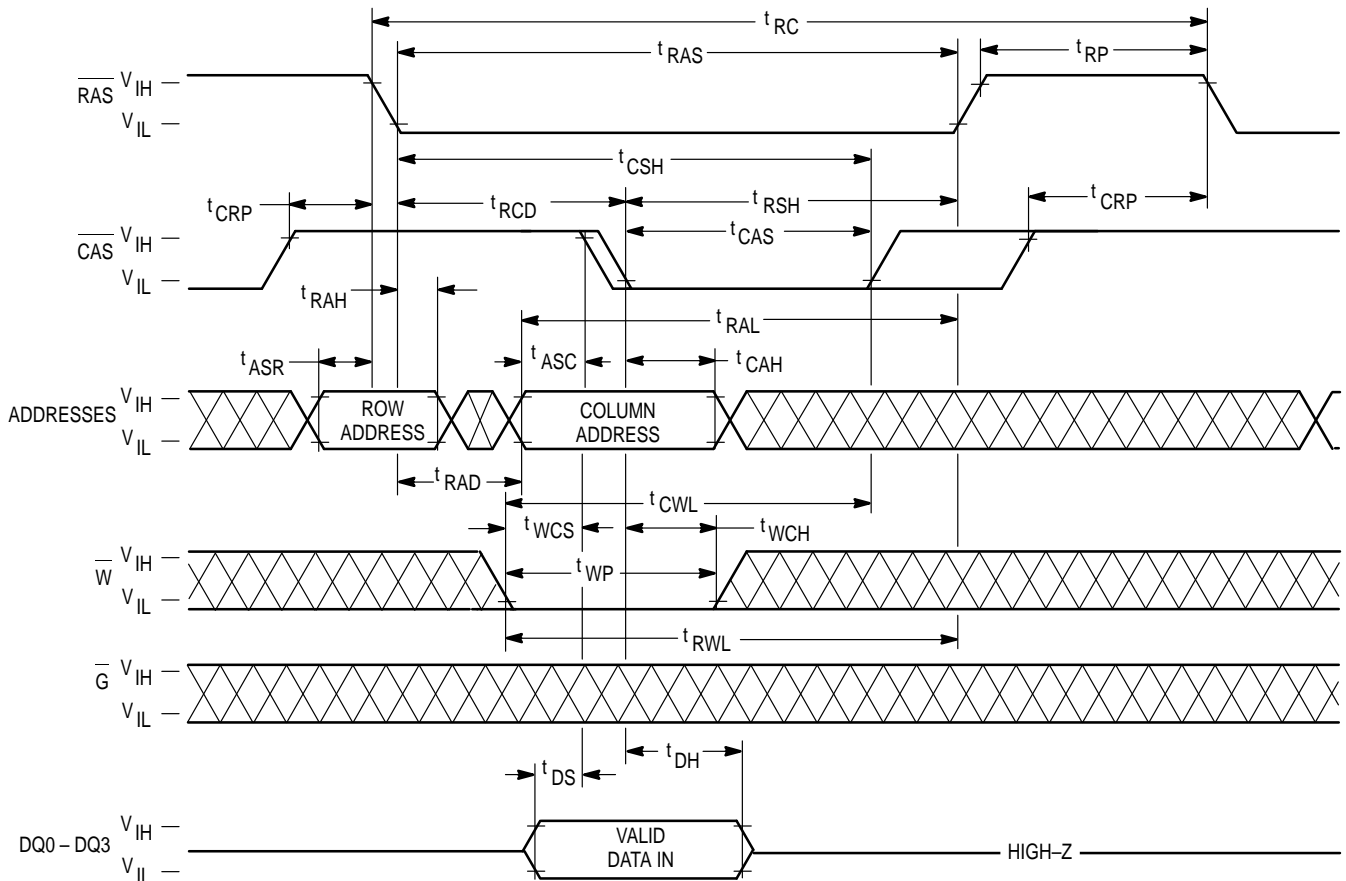 t RC
t RAS
t RP
RAS V IH
V IL
t CSH
t CRP
t RCD
t RSH
t CRP
CAS V IH
t CAS
V IL
t RAH
t RAL
t ASR
t ASC
t CAH
ADDRESSES V IH
V IL
ROW
ADDRESS
COLUMN
ADDRESS
t RAD
t CWL
t WCS
t WCH
W V IH
V IL
t WP
t RWL
G V IH
V IL
t DH
t DS
DQ0 – DQ3 V IH
V IL
VALID
DATA IN
HIGH–Z